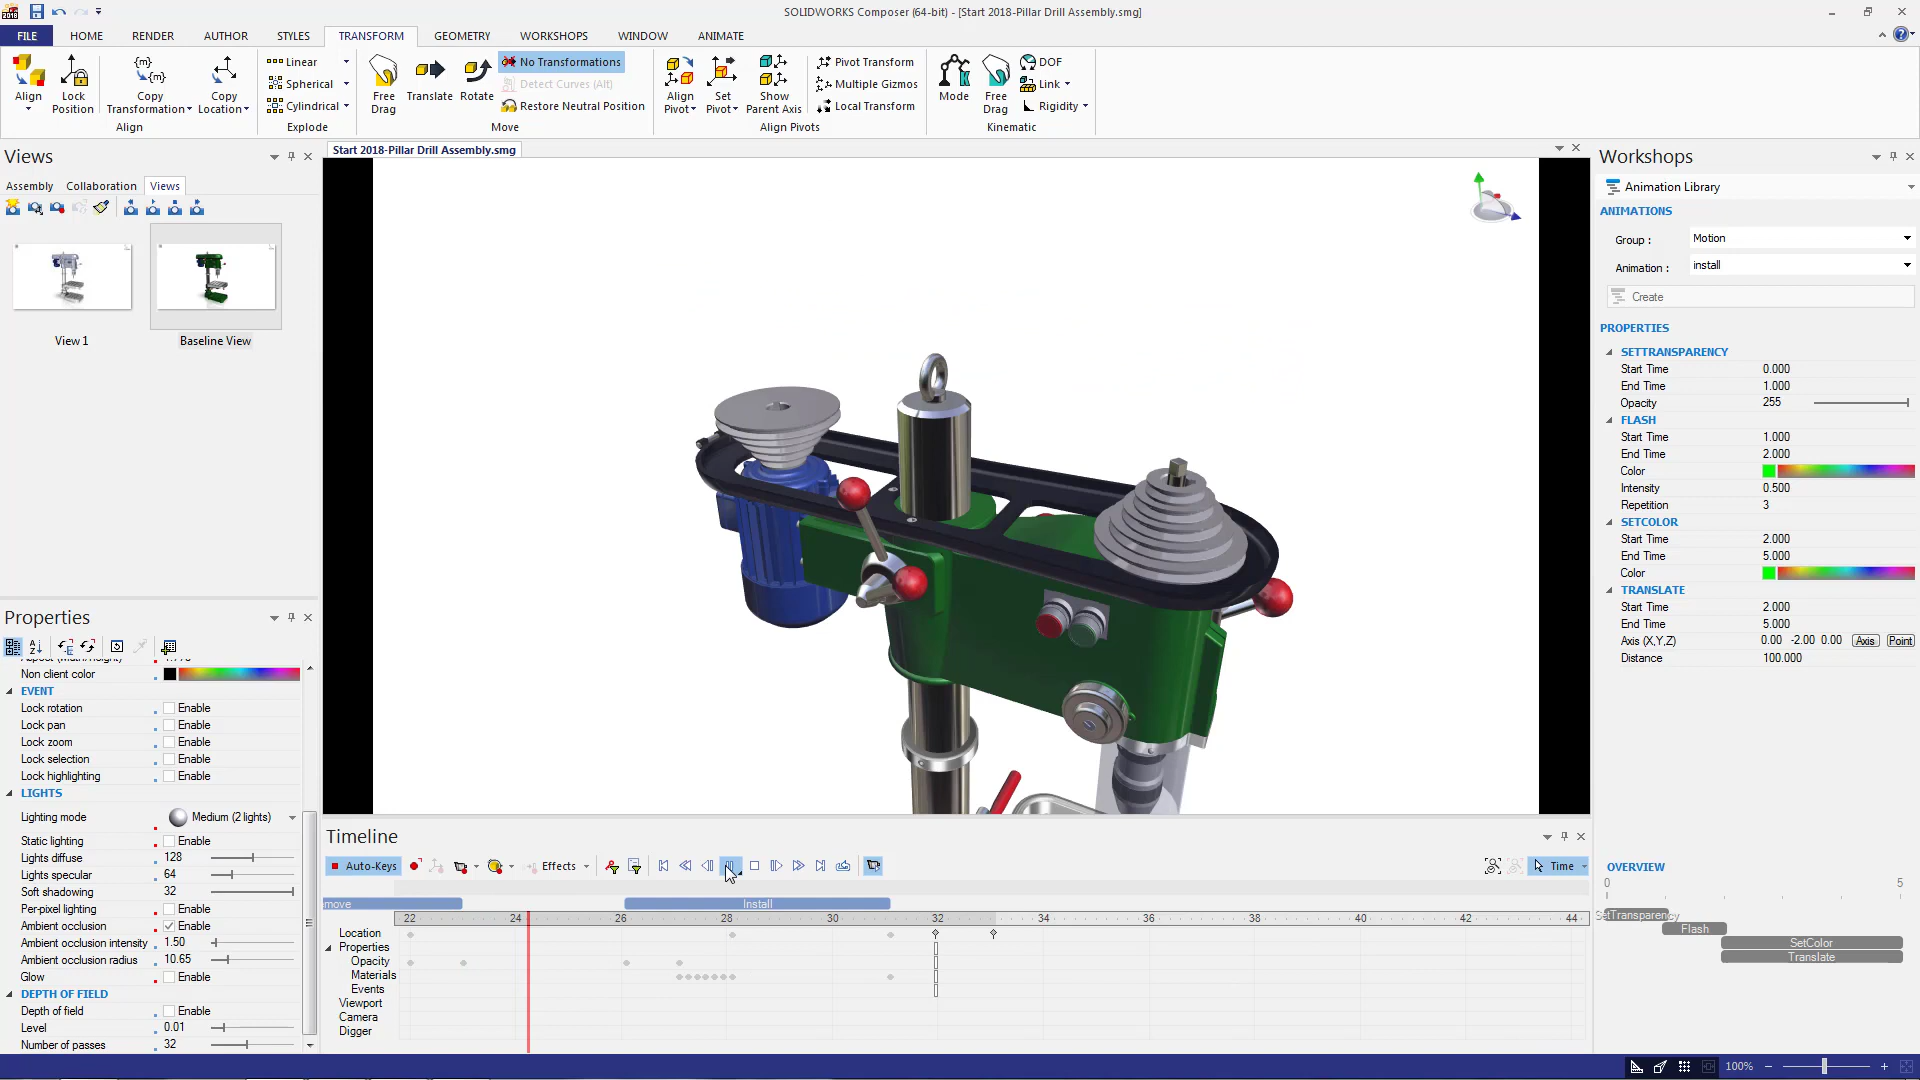 SOLIDWORKS Composer (64-bit) - [Start 2018-Pillar Drill Assembly.smg]
FILE HOME RENDER AUTHOR STYLES TRANSFORM GEOMETRY WORKSHOPS WINDOW ANIMATE
Align
Lock Position
Copy Transformation
Copy Location
Align
Linear
Spherical
Cylindrical
Explode
Free Drag
Translate
Rotate
No Transformations
Detect Curves (Alt)
Restore Neutral Position
Move
Align Pivot
Set Pivot
Show Parent Axis
Pivot Transform
Multiple Gizmos
Local Transform
Align Pivots
Mode
Free Drag
DOF
Link
Rigidity
Kinematic
Views
Assembly Collaboration Views
View 1
Baseline View
Start 2018-Pillar Drill Assembly.smg
Properties
Non client color
EVENT
Lock rotation Enable
Lock pan Enable
Lock zoom Enable
Lock selection Enable
Lock highlighting Enable
LIGHTS
Lighting mode Medium (2 lights)
Static lighting Enable
Lights diffuse 128
Lights specular 64
Soft shadowing 32
Per-pixel lighting Enable
Ambient occlusion Enable
Ambient occlusion intensity 1.50
Ambient occlusion radius 10.65
Glow Enable
DEPTH OF FIELD
Depth of field Enable
Level 0.01
Number of passes 32
Timeline
Auto-Keys Effects Time
move Install
22 24 26 28 30 32 34 36 38 40 42 44
Location
Properties
Opacity
Materials
Events
Viewport
Camera
Digger
Workshops
Animation Library
ANIMATIONS
Group : Motion
Animation : install
Create
PROPERTIES
SETTRANSPARENCY
Start Time 0.000
End Time 1.000
Opacity 255
FLASH
Start Time 1.000
End Time 2.000
Color
Intensity 0.500
Repetition 3
SETCOLOR
Start Time 2.000
End Time 5.000
Color
TRANSLATE
Start Time 2.000
End Time 5.000
Axis (X,Y,Z) 0.00 -2.00 0.00 Axis Point
Distance 100.000
OVERVIEW
0 5
SetTransparency
Flash
SetColor
Translate
100%